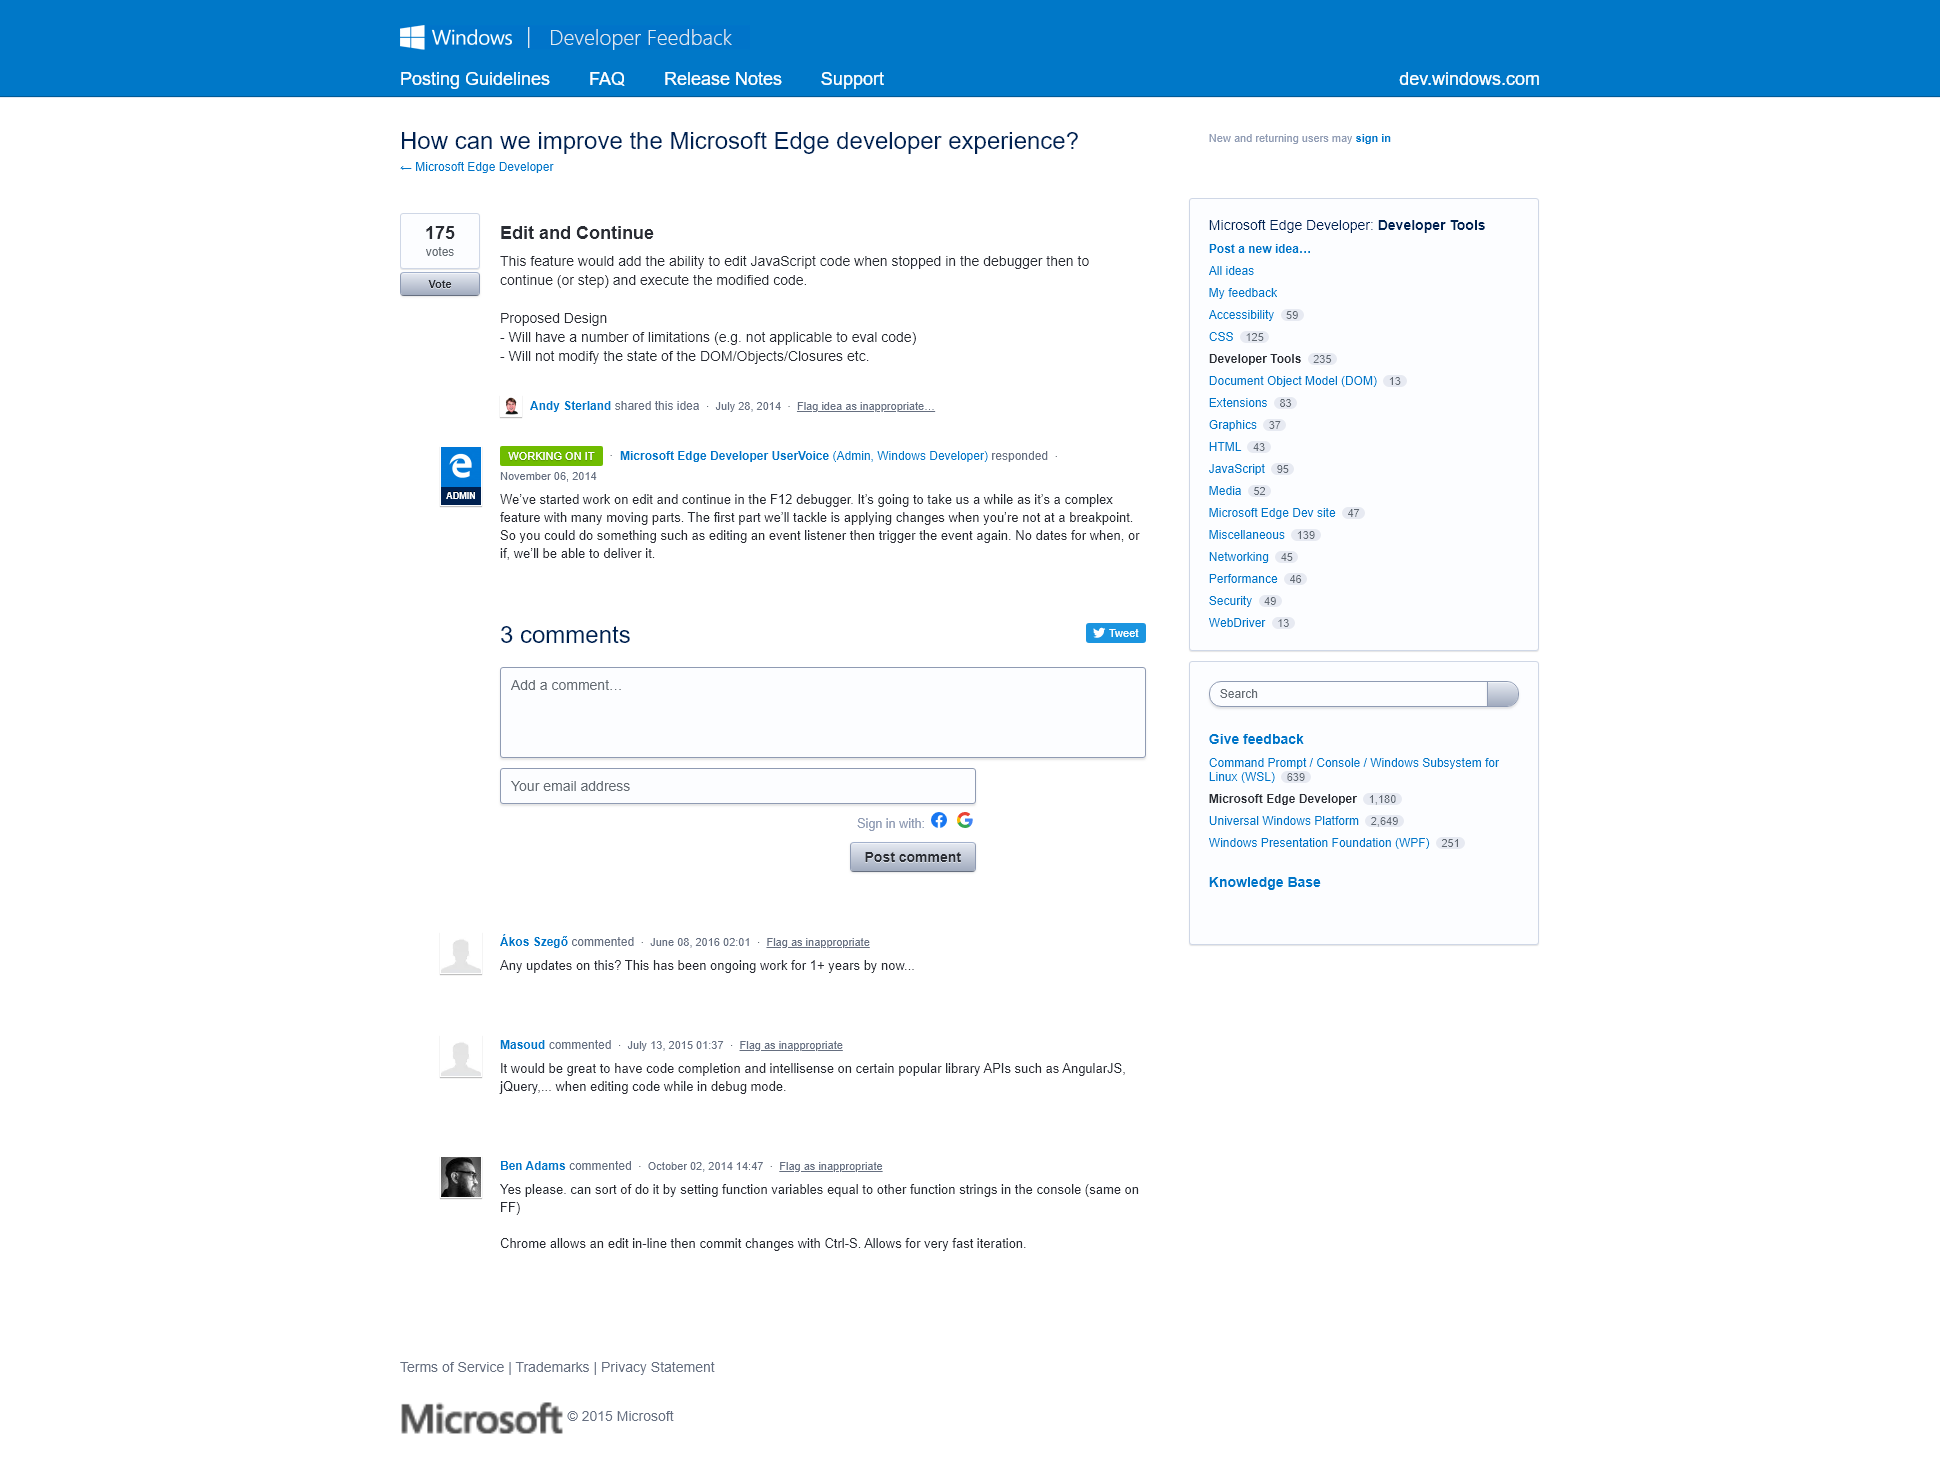 Windows | Developer Feedback
Posting Guidelines FAQ Release Notes Support dev.windows.com
How can we improve the Microsoft Edge developer experience?
← Microsoft Edge Developer
New and returning users may sign in
175
votes
Vote
Edit and Continue
This feature would add the ability to edit JavaScript code when stopped in the debugger then to
continue (or step) and execute the modified code.
Proposed Design
- Will have a number of limitations (e.g. not applicable to eval code)
- Will not modify the state of the DOM/Objects/Closures etc.
Andy Sterland shared this idea · July 28, 2014 · Flag idea as inappropriate…
ADMIN
WORKING ON IT · Microsoft Edge Developer UserVoice (Admin, Windows Developer) responded ·
November 06, 2014
We’ve started work on edit and continue in the F12 debugger. It’s going to take us a while as it’s a complex
feature with many moving parts. The first part we’ll tackle is applying changes when you’re not at a breakpoint.
So you could do something such as editing an event listener then trigger the event again. No dates for when, or
if, we’ll be able to deliver it.
3 comments
Tweet
Add a comment…
Your email address
Sign in with:
Post comment
Ákos Szegő commented · June 08, 2016 02:01 · Flag as inappropriate
Any updates on this? This has been ongoing work for 1+ years by now...
Masoud commented · July 13, 2015 01:37 · Flag as inappropriate
It would be great to have code completion and intellisense on certain popular library APIs such as AngularJS,
jQuery,... when editing code while in debug mode.
Ben Adams commented · October 02, 2014 14:47 · Flag as inappropriate
Yes please. can sort of do it by setting function variables equal to other function strings in the console (same on
FF)
Chrome allows an edit in-line then commit changes with Ctrl-S. Allows for very fast iteration.
Microsoft Edge Developer: Developer Tools
Post a new idea…
All ideas
My feedback
Accessibility 59
CSS 125
Developer Tools 235
Document Object Model (DOM) 13
Extensions 83
Graphics 37
HTML 43
JavaScript 95
Media 52
Microsoft Edge Dev site 47
Miscellaneous 139
Networking 45
Performance 46
Security 49
WebDriver 13
Search
Give feedback
Command Prompt / Console / Windows Subsystem for
Linux (WSL) 639
Microsoft Edge Developer 1,180
Universal Windows Platform 2,649
Windows Presentation Foundation (WPF) 251
Knowledge Base
Terms of Service | Trademarks | Privacy Statement
Microsoft © 2015 Microsoft